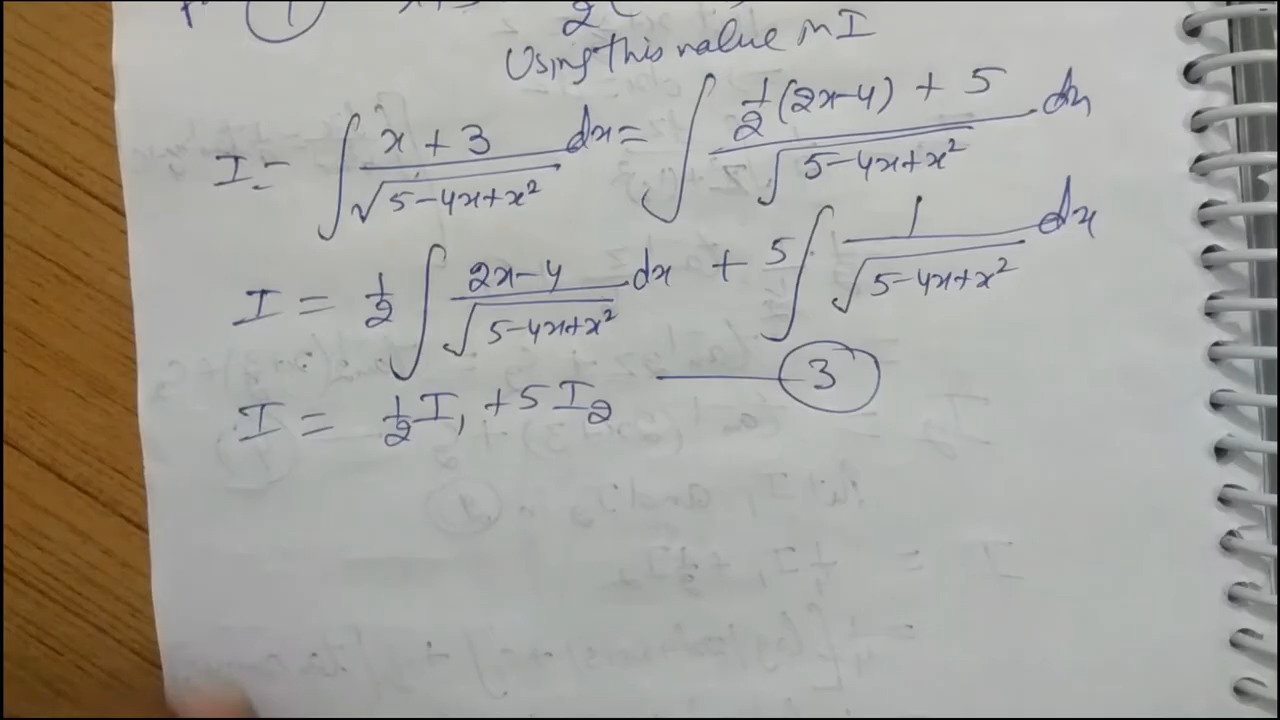 Using this value in I
I = ∫ x + 3 / √5-4x+x² dx = ∫ 1/2 (2x-4) + 5 / √5-4x+x² dx
I = 1/2 ∫ 2x-4 / √5-4x+x² dx + 5 ∫ 1 / √5-4x+x² dx
I = 1/2 I₁ + 5 I₂ —— 3